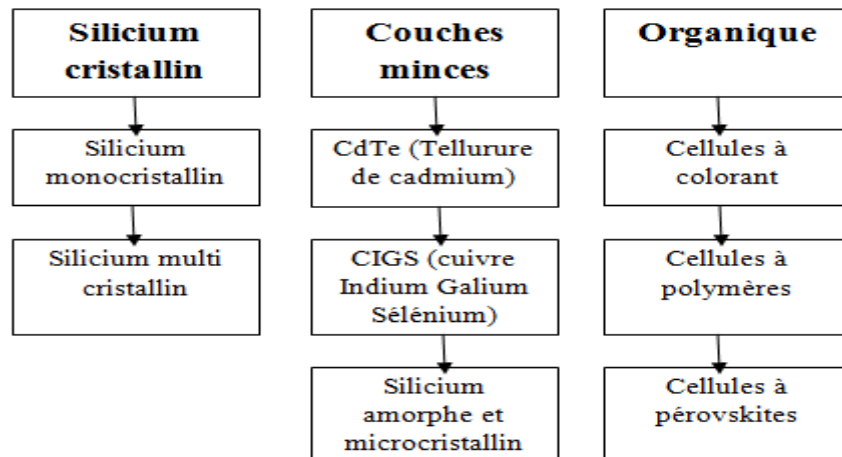 Silicium
cristallin
Silicium
monocristallin
Silicium multi
cristallin
Couches
minces
CdTe (Tellurure
de cadmium)
CIGS (cuivre
Indium Galium
Sélénium)
Silicium
amorphe et
microcristallin
Organique
Cellules à
colorant
Cellules à
polymères
Cellules à
pérovskites